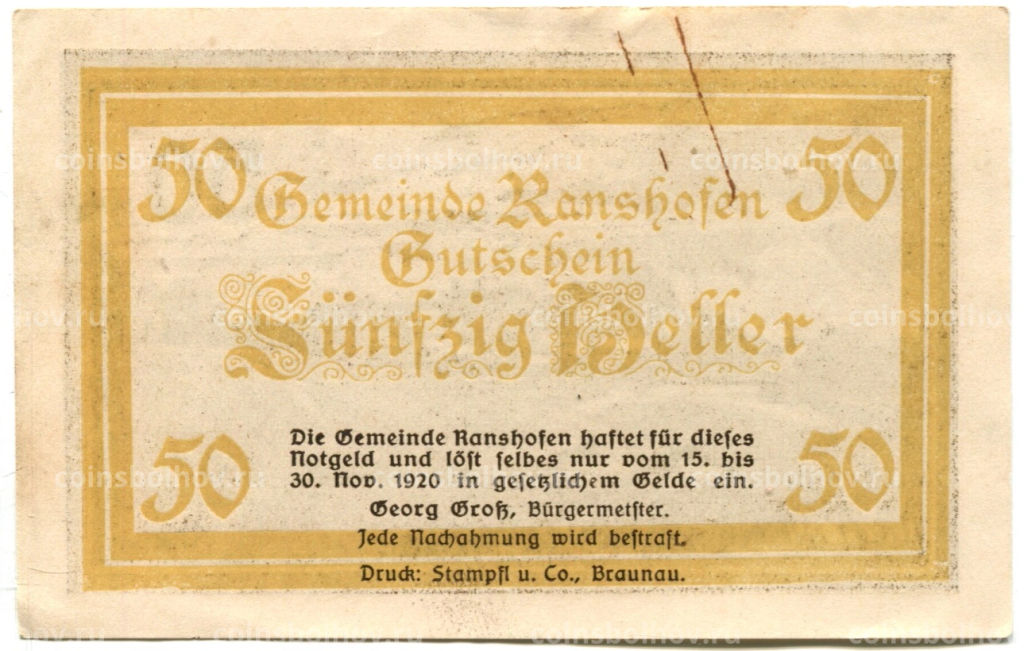 50 Gemeinde Ranshofen 50
Gutschein
Fünfzig Heller
Die Gemeinde Ranshofen haftet für dieſes
Notgeld und löſt ſelbes nur vom 15. bis
30. Nov. 1920 in geſetzlichem Gelde ein.
50 50
Georg Groß, Bürgermeiſter.
Jede Nachahmung wird beſtraft.
Druck: Stampfl u. Co., Braunau.
coinsbolhov.ru